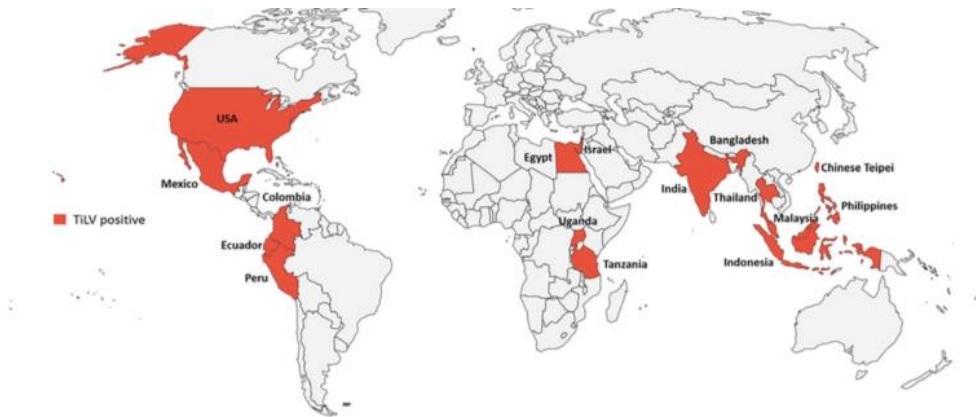 USA
Mexico
Colombia
TiLV positive
Ecuador
Peru
Egypt
Israel
Uganda
Tanzania
Bangladesh
India
Thailand
Chinese Teipei
Malaysia
Philippines
Indonesia